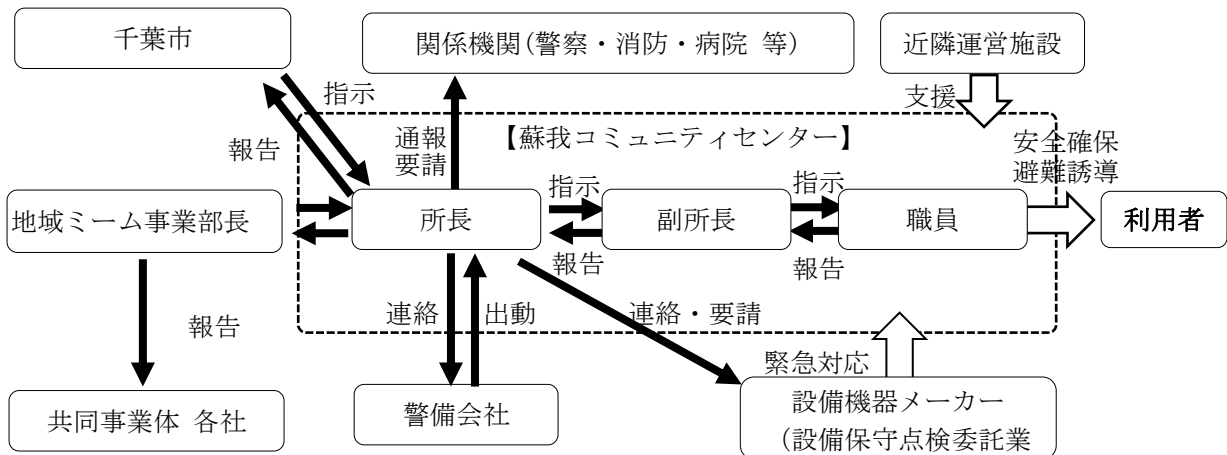 千葉市
関係機関(警察・消防・病院 等)
近隣運営施設
指示
支援
報告
通報
要請
【蘇我コミュニティセンター】
安全確保
避難誘導
指示
指示
地域ミーム事業部長
所長
副所長
職員
利用者
報告
報告
報告
連絡
出動
連絡・要請
緊急対応
共同事業体 各社
警備会社
設備機器メーカー
(設備保守点検委託業